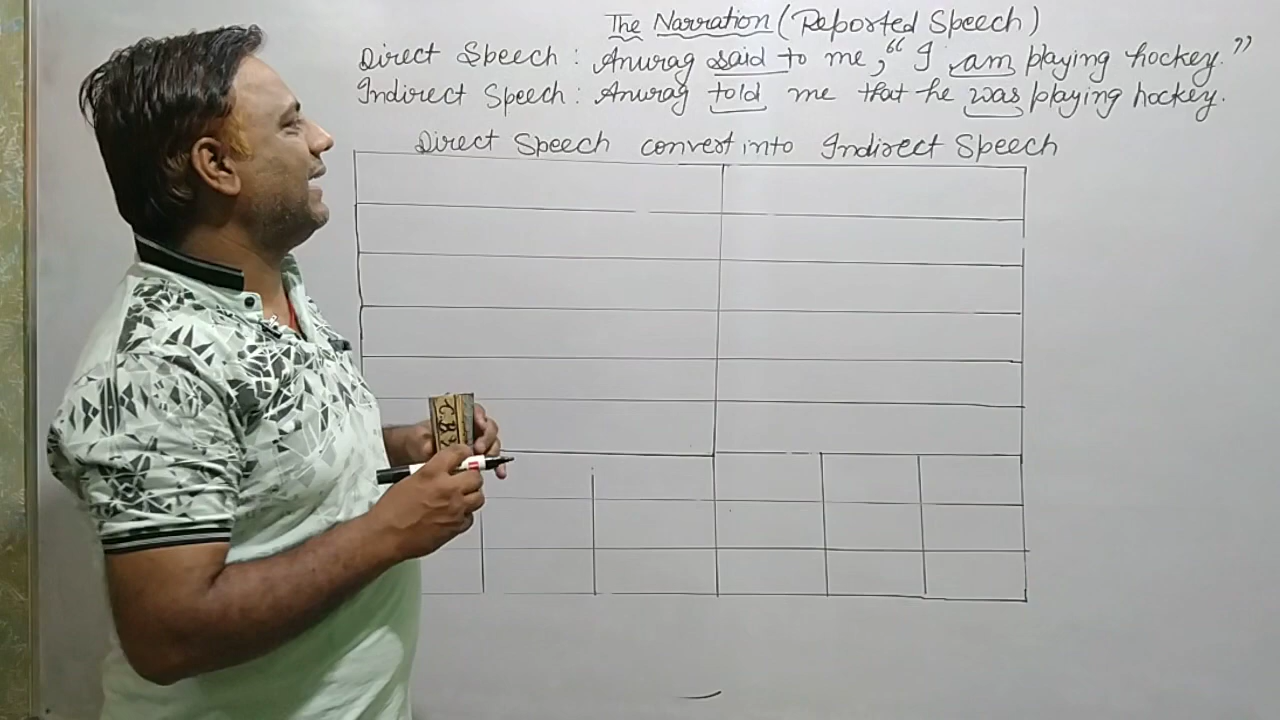 The Narration (Reported Speech)
Direct Speech : Anurag said to me, "I am playing hockey."
Indirect Speech : Anurag told me that he was playing hockey.
Direct Speech convert into Indirect Speech